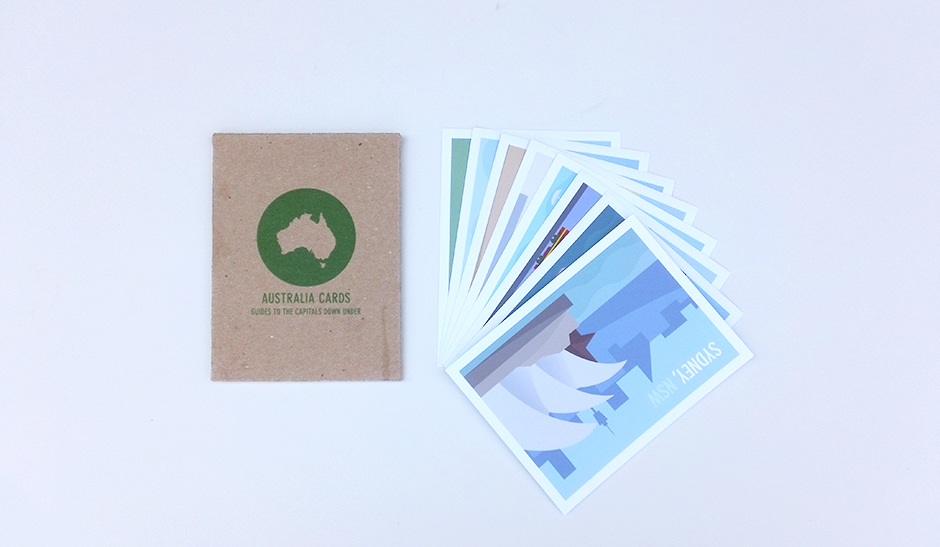 AUSTRALIA CARDS
GUIDES TO THE CAPITALS DOWN UNDER
SYDNEY, NSW